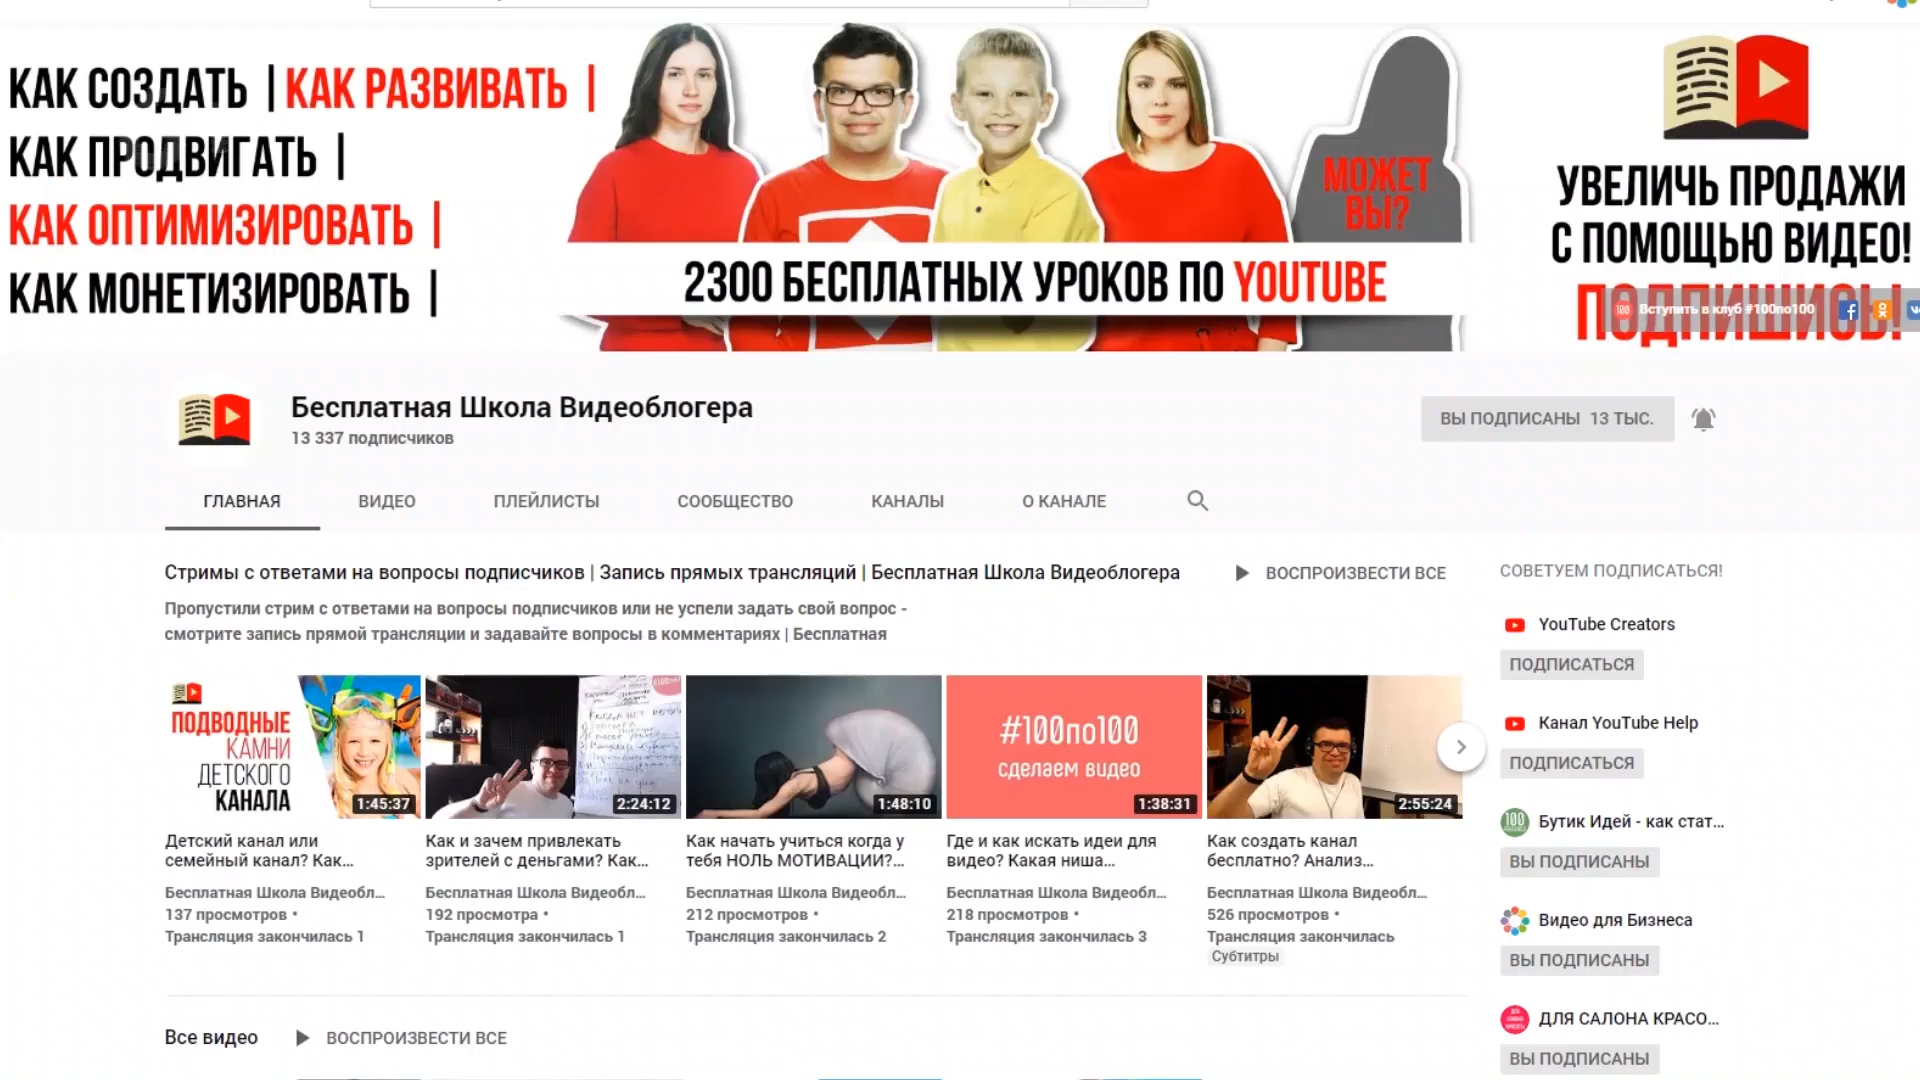 КАК СОЗДАТЬ | КАК РАЗВИВАТЬ |
КАК ПРОДВИГАТЬ |
КАК ОПТИМИЗИРОВАТЬ |
КАК МОНЕТИЗИРОВАТЬ |
МОЖЕТ
ВЫ?
2300 БЕСПЛАТНЫХ УРОКОВ ПО YOUTUBE
УВЕЛИЧЬ ПРОДАЖИ
С ПОМОЩЬЮ ВИДЕО!
ПОДПИШИСЬ!
100 Вступить в клуб #100по100
Бесплатная Школа Видеоблогера
13 337 подписчиков
ВЫ ПОДПИСАНЫ 13 ТЫС.
ГЛАВНАЯ ВИДЕО ПЛЕЙЛИСТЫ СООБЩЕСТВО КАНАЛЫ О КАНАЛЕ
Стримы с ответами на вопросы подписчиков | Запись прямых трансляций | Бесплатная Школа Видеоблогера
ВОСПРОИЗВЕСТИ ВСЕ
Пропустили стрим с ответами на вопросы подписчиков или не успели задать свой вопрос -
смотрите запись прямой трансляции и задавайте вопросы в комментариях | Бесплатная
ПОДВОДНЫЕ
КАМНИ
ДЕТСКОГО
КАНАЛА
1:45:37
Детский канал или
семейный канал? Как...
Бесплатная Школа Видеобл...
137 просмотров •
Трансляция закончилась 1
2:24:12
Как и зачем привлекать
зрителей с деньгами? Как...
Бесплатная Школа Видеобл...
192 просмотра •
Трансляция закончилась 1
1:48:10
Как начать учиться когда у
тебя НОЛЬ МОТИВАЦИИ?...
Бесплатная Школа Видеобл...
212 просмотров •
Трансляция закончилась 2
#100по100
сделаем видео
1:38:31
Где и как искать идеи для
видео? Какая ниша...
Бесплатная Школа Видеобл...
218 просмотров •
Трансляция закончилась 3
2:55:24
Как создать канал
бесплатно? Анализ...
Бесплатная Школа Видеобл...
526 просмотров •
Трансляция закончилась
Субтитры
СОВЕТУЕМ ПОДПИСАТЬСЯ!
YouTube Creators
ПОДПИСАТЬСЯ
Канал YouTube Help
ПОДПИСАТЬСЯ
100
Бутик Идей - как стат...
ВЫ ПОДПИСАНЫ
Видео для Бизнеса
ВЫ ПОДПИСАНЫ
ДЛЯ САЛОНА КРАСО...
ВЫ ПОДПИСАНЫ
Все видео
ВОСПРОИЗВЕСТИ ВСЕ